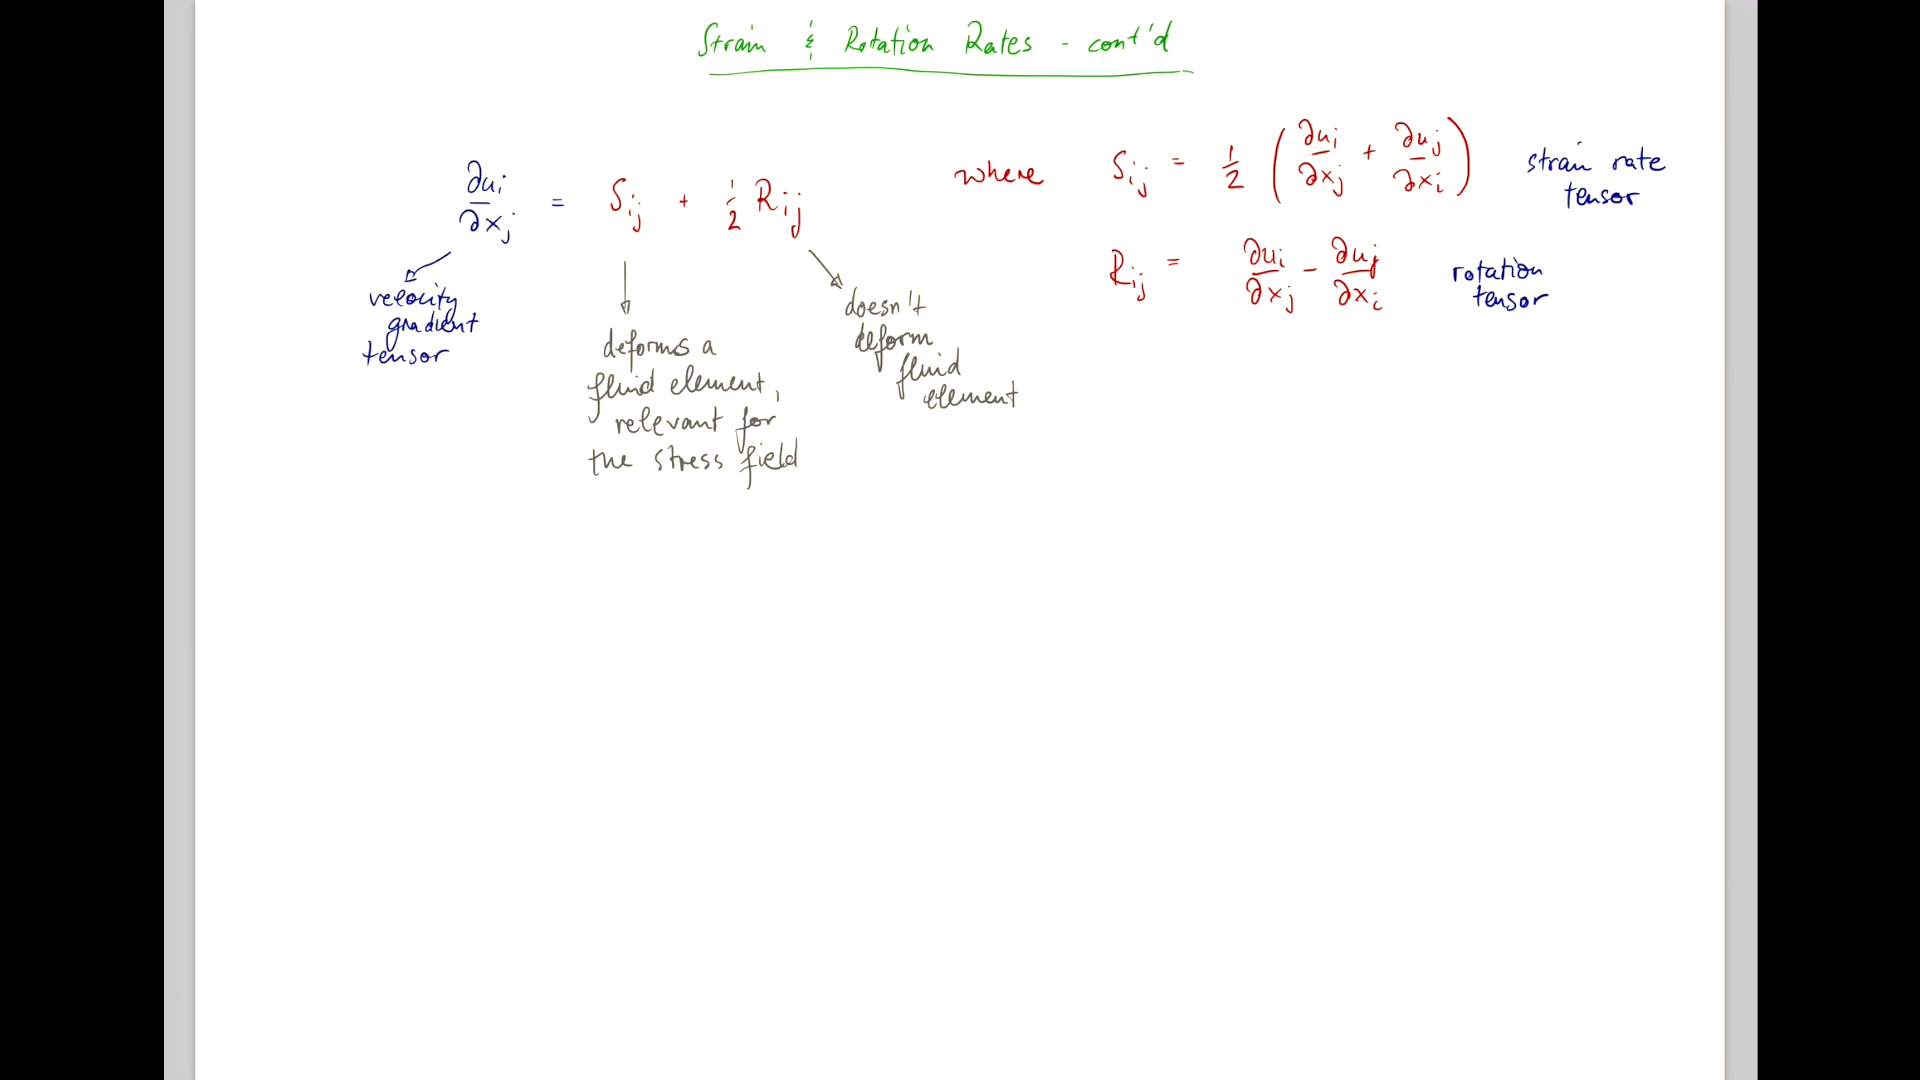 Strain & Rotation Rates - cont'd
∂ui/∂xj = Sij + 1/2 Rij
where Sij = 1/2 (∂ui/∂xj + ∂uj/∂xi) strain rate
tensor
Rij = ∂ui/∂xj - ∂uj/∂xi rotation
tensor
velocity
gradient
tensor
deforms a
fluid element,
relevant for
the stress field
doesn't
deform
fluid
element